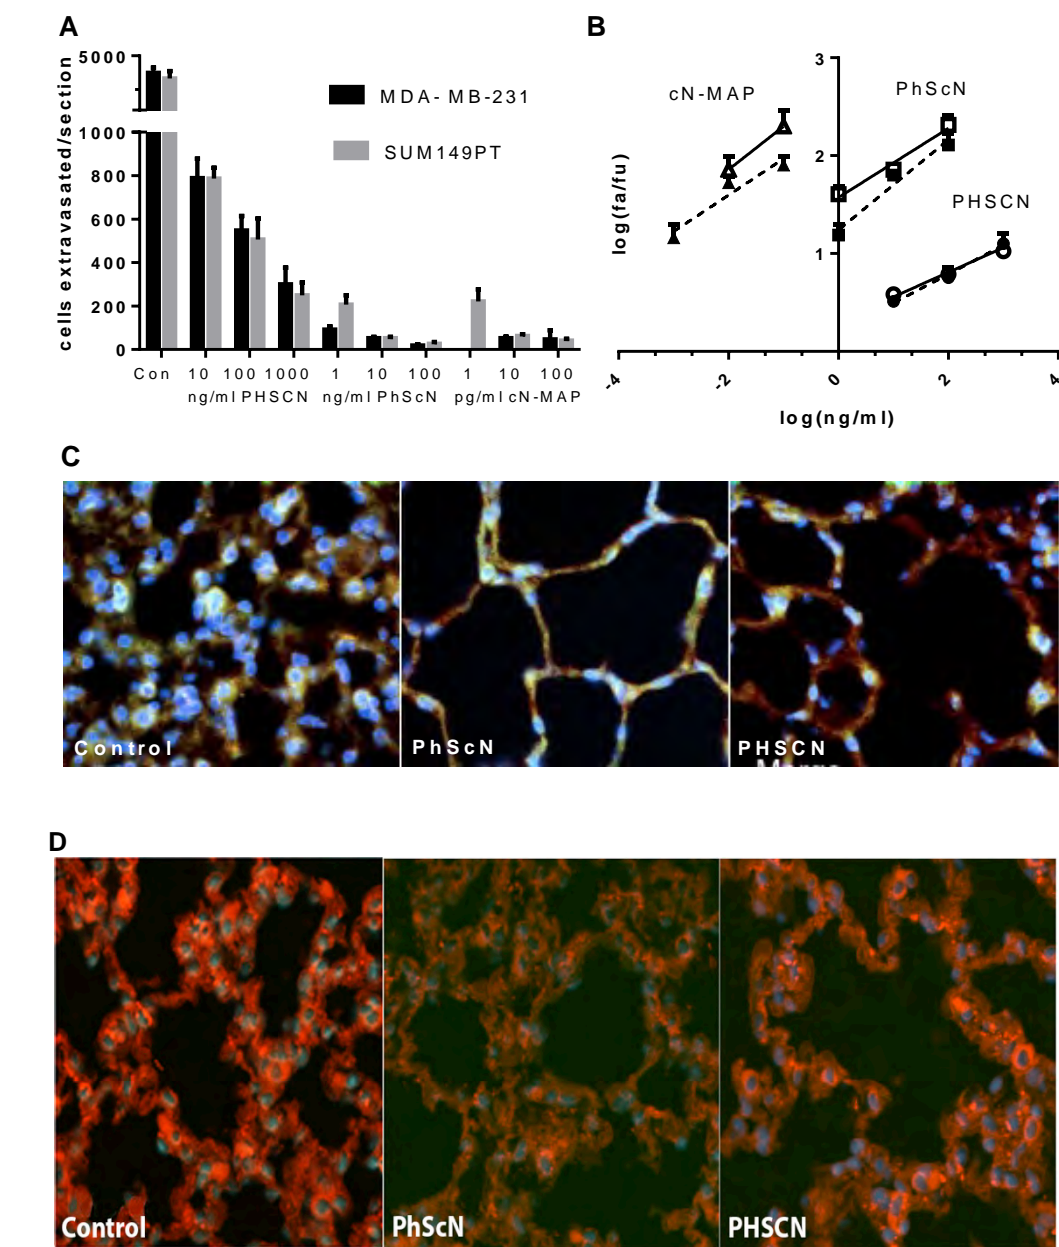 A
B
5000
1000
800
600
400
200
0
cells extravasated/section
MDA- MB-231
SUM149PT
Con 10 100 1000 1 10 100 1 10 100
ng/ml PHSCN ng/ml PhScN pg/ml cN-MAP
cN-MAP
PhScN
PHSCN
3
2
1
log(fa/fu)
-4 -2 0 2 4
log(ng/ml)
C
Control
PhScN
PHSCN
D
Control
PhScN
PHSCN